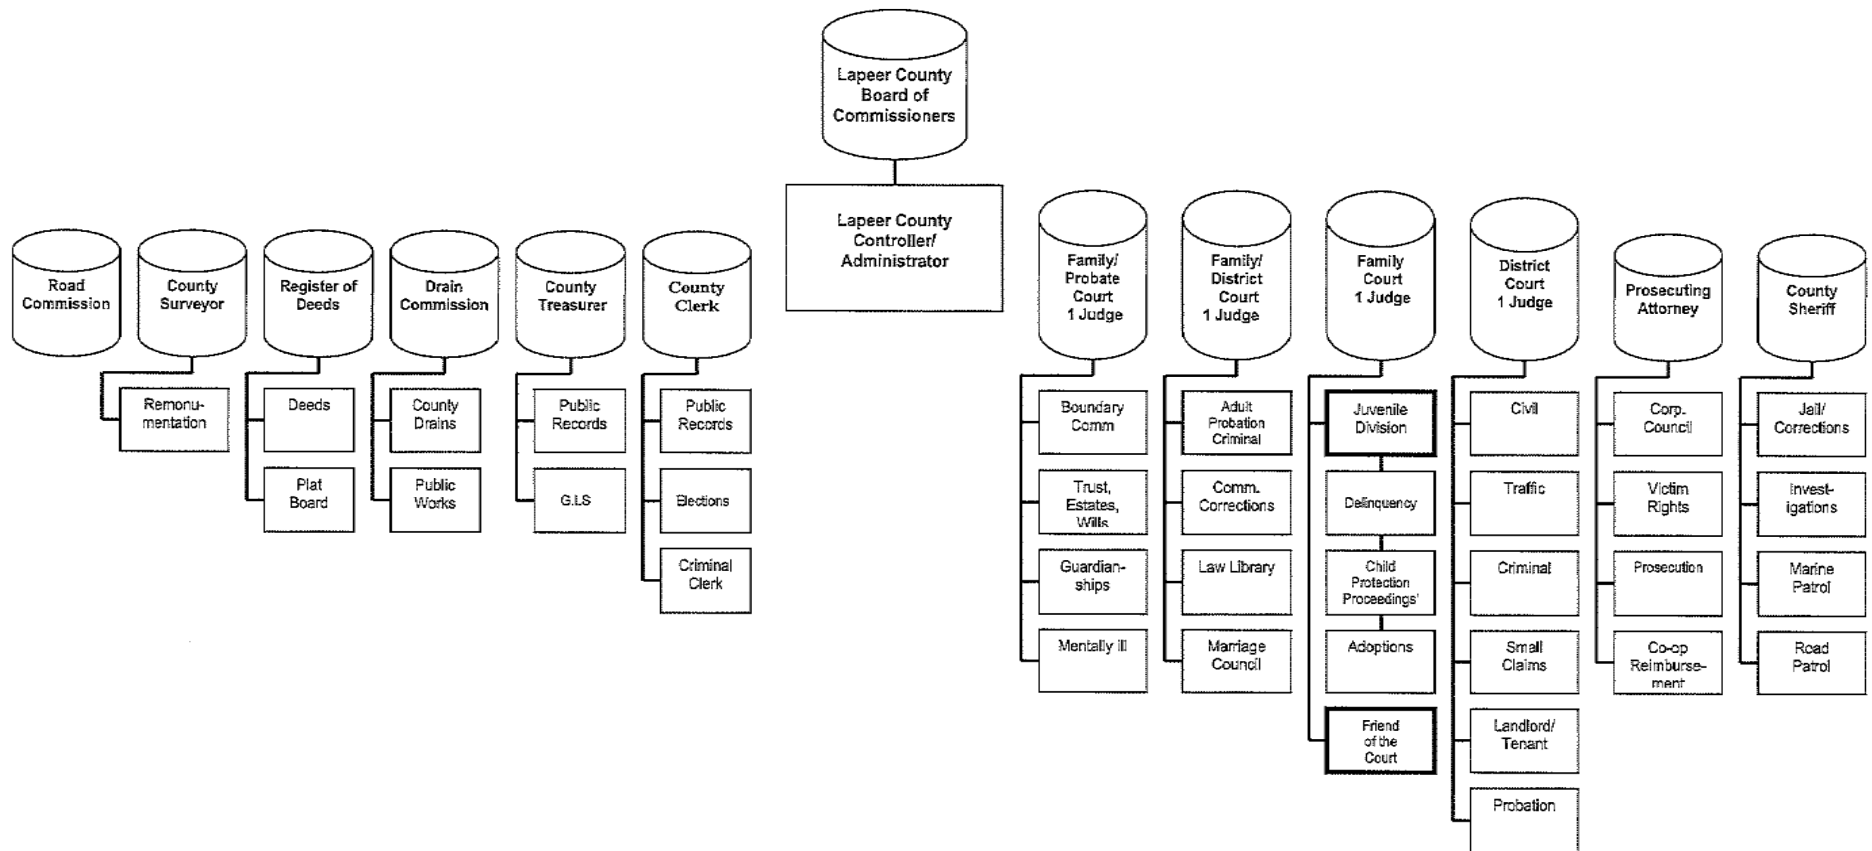 Lapeer County
Board of
Commissioners
Lapeer County
Controller/
Administrator
Road
Commission
County
Surveyor
Remonu-
mentation
Register of
Deeds
Deeds
Plat
Board
Drain
Commission
County
Drains
Public
Works
County
Treasurer
Public
Records
G.I.S
County
Clerk
Public
Records
Elections
Criminal
Clerk
Family/
Probate
Court
1 Judge
Boundary
Comm
Trust,
Estates,
Wills
Guardian-
ships
Mentally ill
Family/
District
Court
1 Judge
Adult
Probation
Criminal
Comm.
Corrections
Law Library
Marriage
Council
Family
Court
1 Judge
Juvenile
Division
Delinquency
Child
Protection
Proceedings'
Adoptions
Friend
of the
Court
District
Court
1 Judge
Civil
Traffic
Criminal
Small
Claims
Landlord/
Tenant
Probation
Prosecuting
Attorney
Corp.
Council
Victim
Rights
Prosecution
Co-op
Reimburse-
ment
County
Sheriff
Jail/
Corrections
Invest-
igations
Marine
Patrol
Road
Patrol